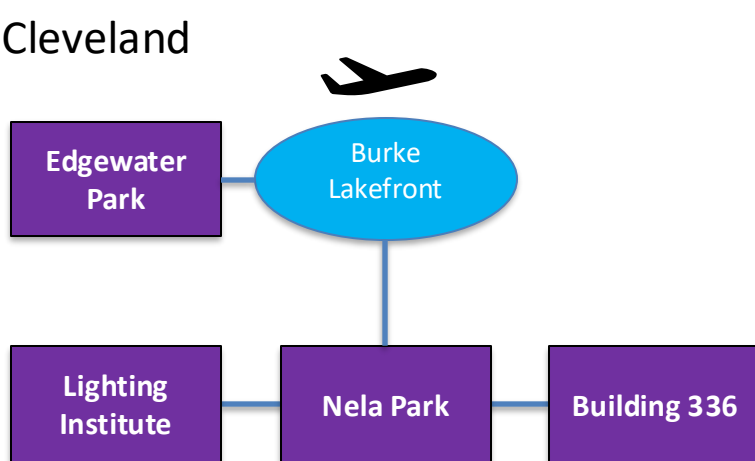 Cleveland
Edgewater
Park
Burke
Lakefront
Lighting
Institute
Nela Park
Building 336